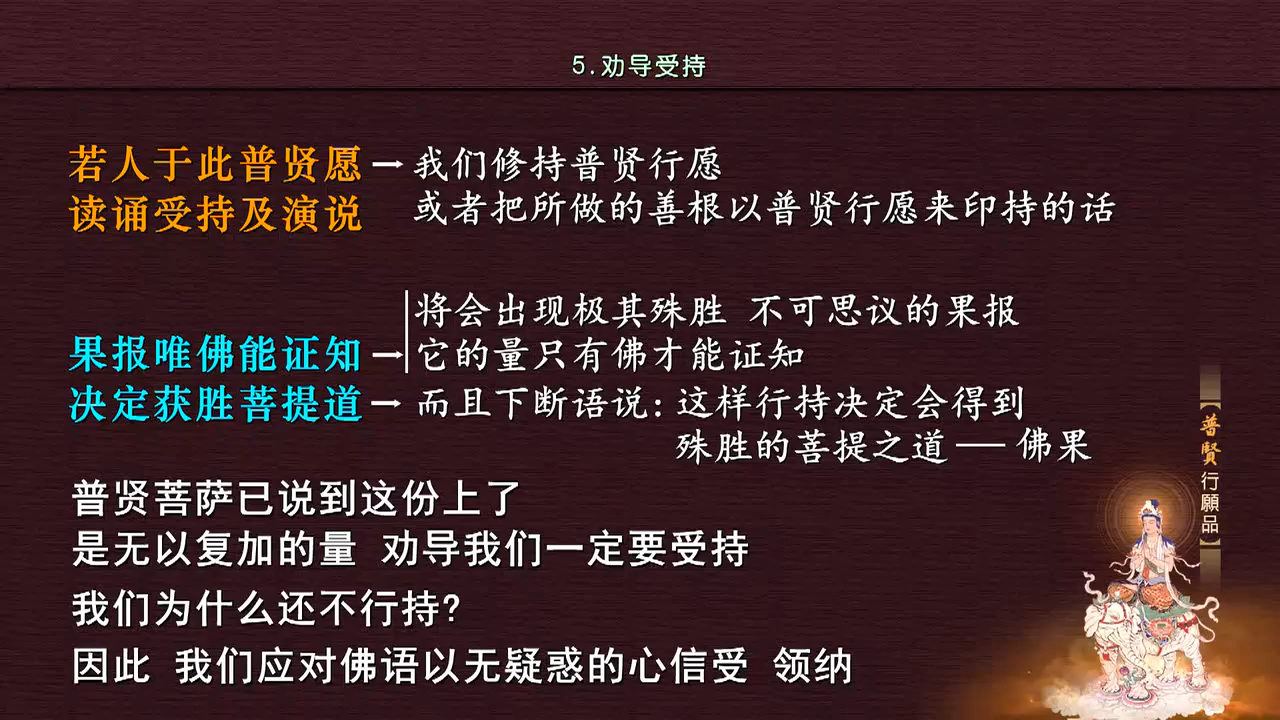 5.劝导受持
若人于此普贤愿
读诵受持及演说
我们修持普贤行愿
或者把所做的善根以普贤行愿来印持的话
果报唯佛能证知
决定获胜菩提道
将会出现极其殊胜 不可思议的果报
它的量只有佛才能证知
而且下断语说：这样行持决定会得到
殊胜的菩提之道——佛果
普贤菩萨已说到这份上了
是无以复加的量 劝导我们一定要受持
我们为什么还不行持?
因此 我们应对佛语以无疑惑的心信受 领纳
【普賢行願品】